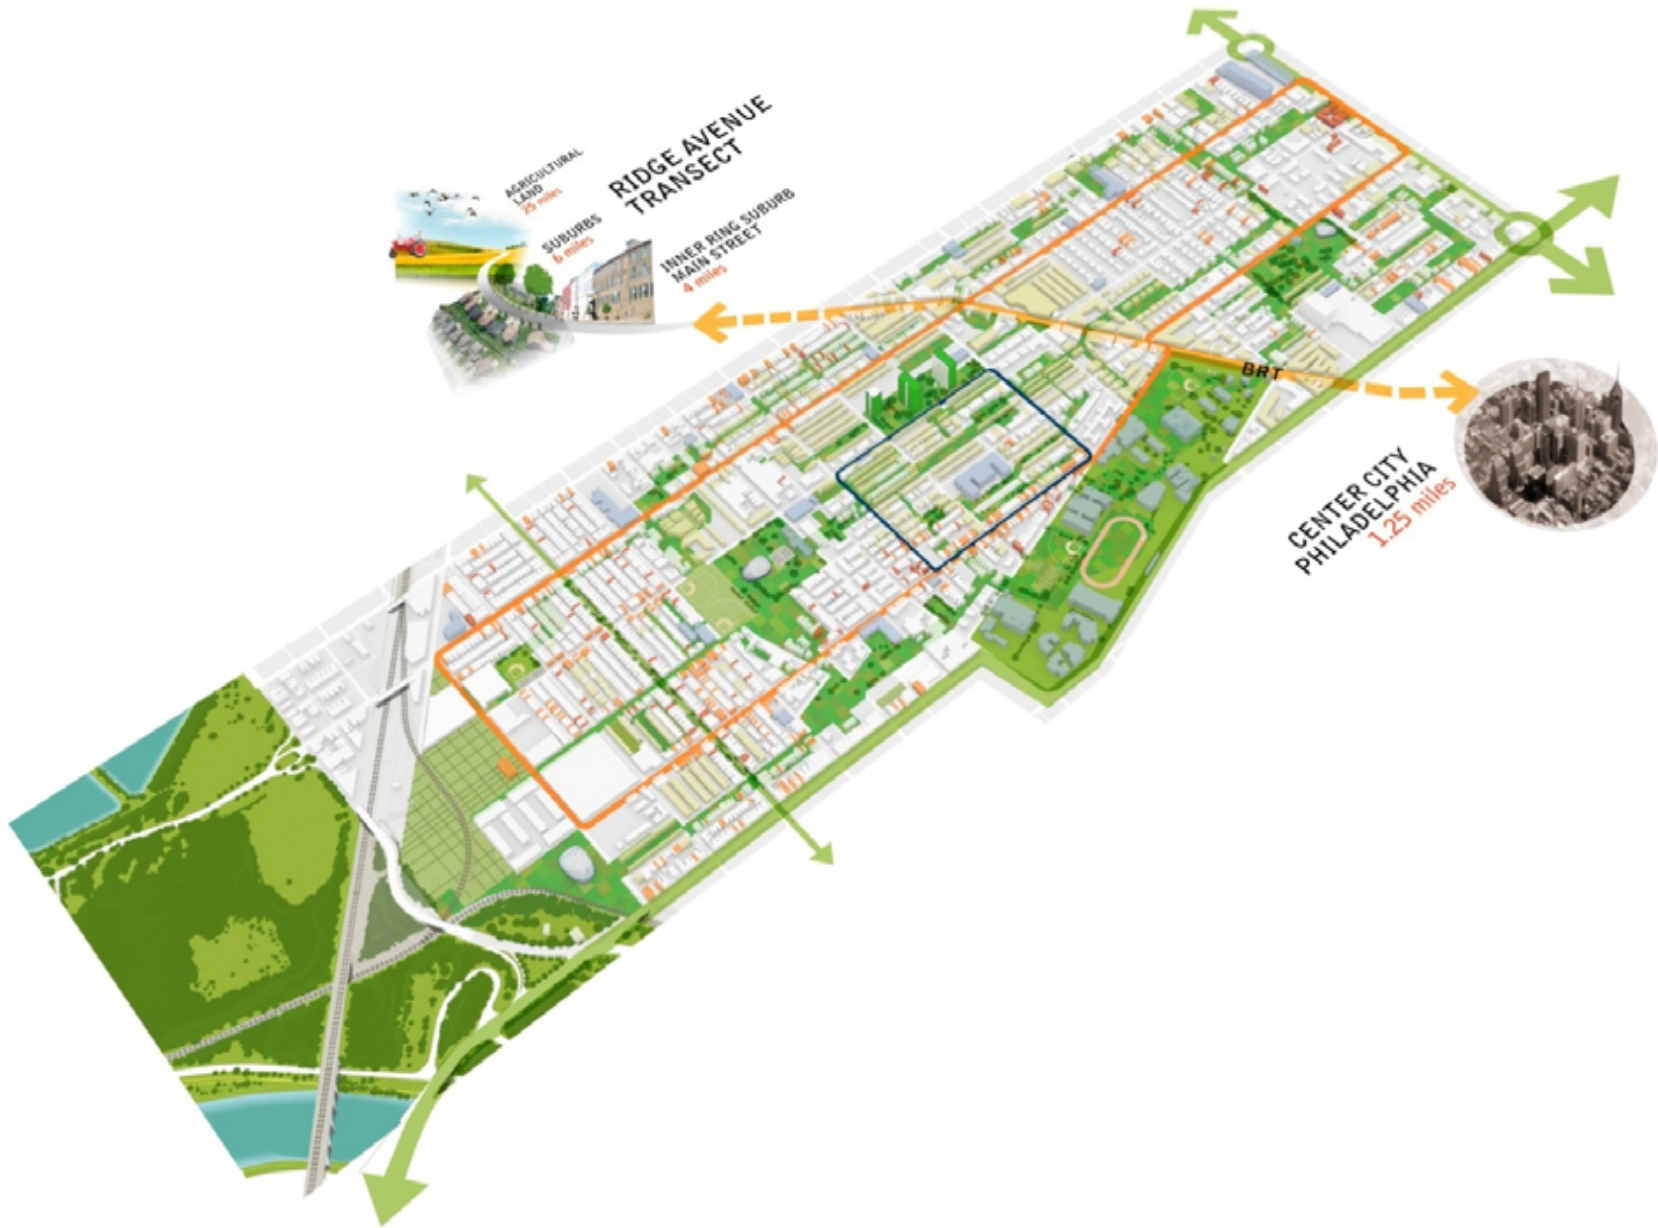 RIDGE AVENUE
TRANSECT
AGRICULTURAL
LAND
25 miles
SUBURBS
6 miles
INNER RING SUBURB
MAIN STREET
4 miles
BRT
CENTER CITY
PHILADELPHIA
1.25 miles